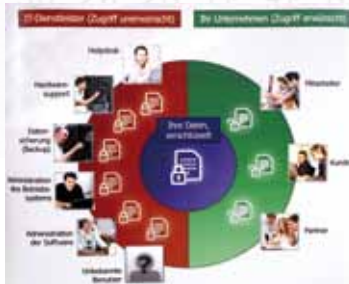 IT-Dienstleister (Zugriff unerwünscht)
Ihr Unternehmen (Zugriff erwünscht)
Helpdesk
Hardware-
support
Daten-
sicherung
(Backup)
Administration
des Betriebs-
systems
Administration
der Software
Unbekannte
Benutzer
Ihre Daten,
verschlüsselt
Mitarbeiter
Kunde
Partner